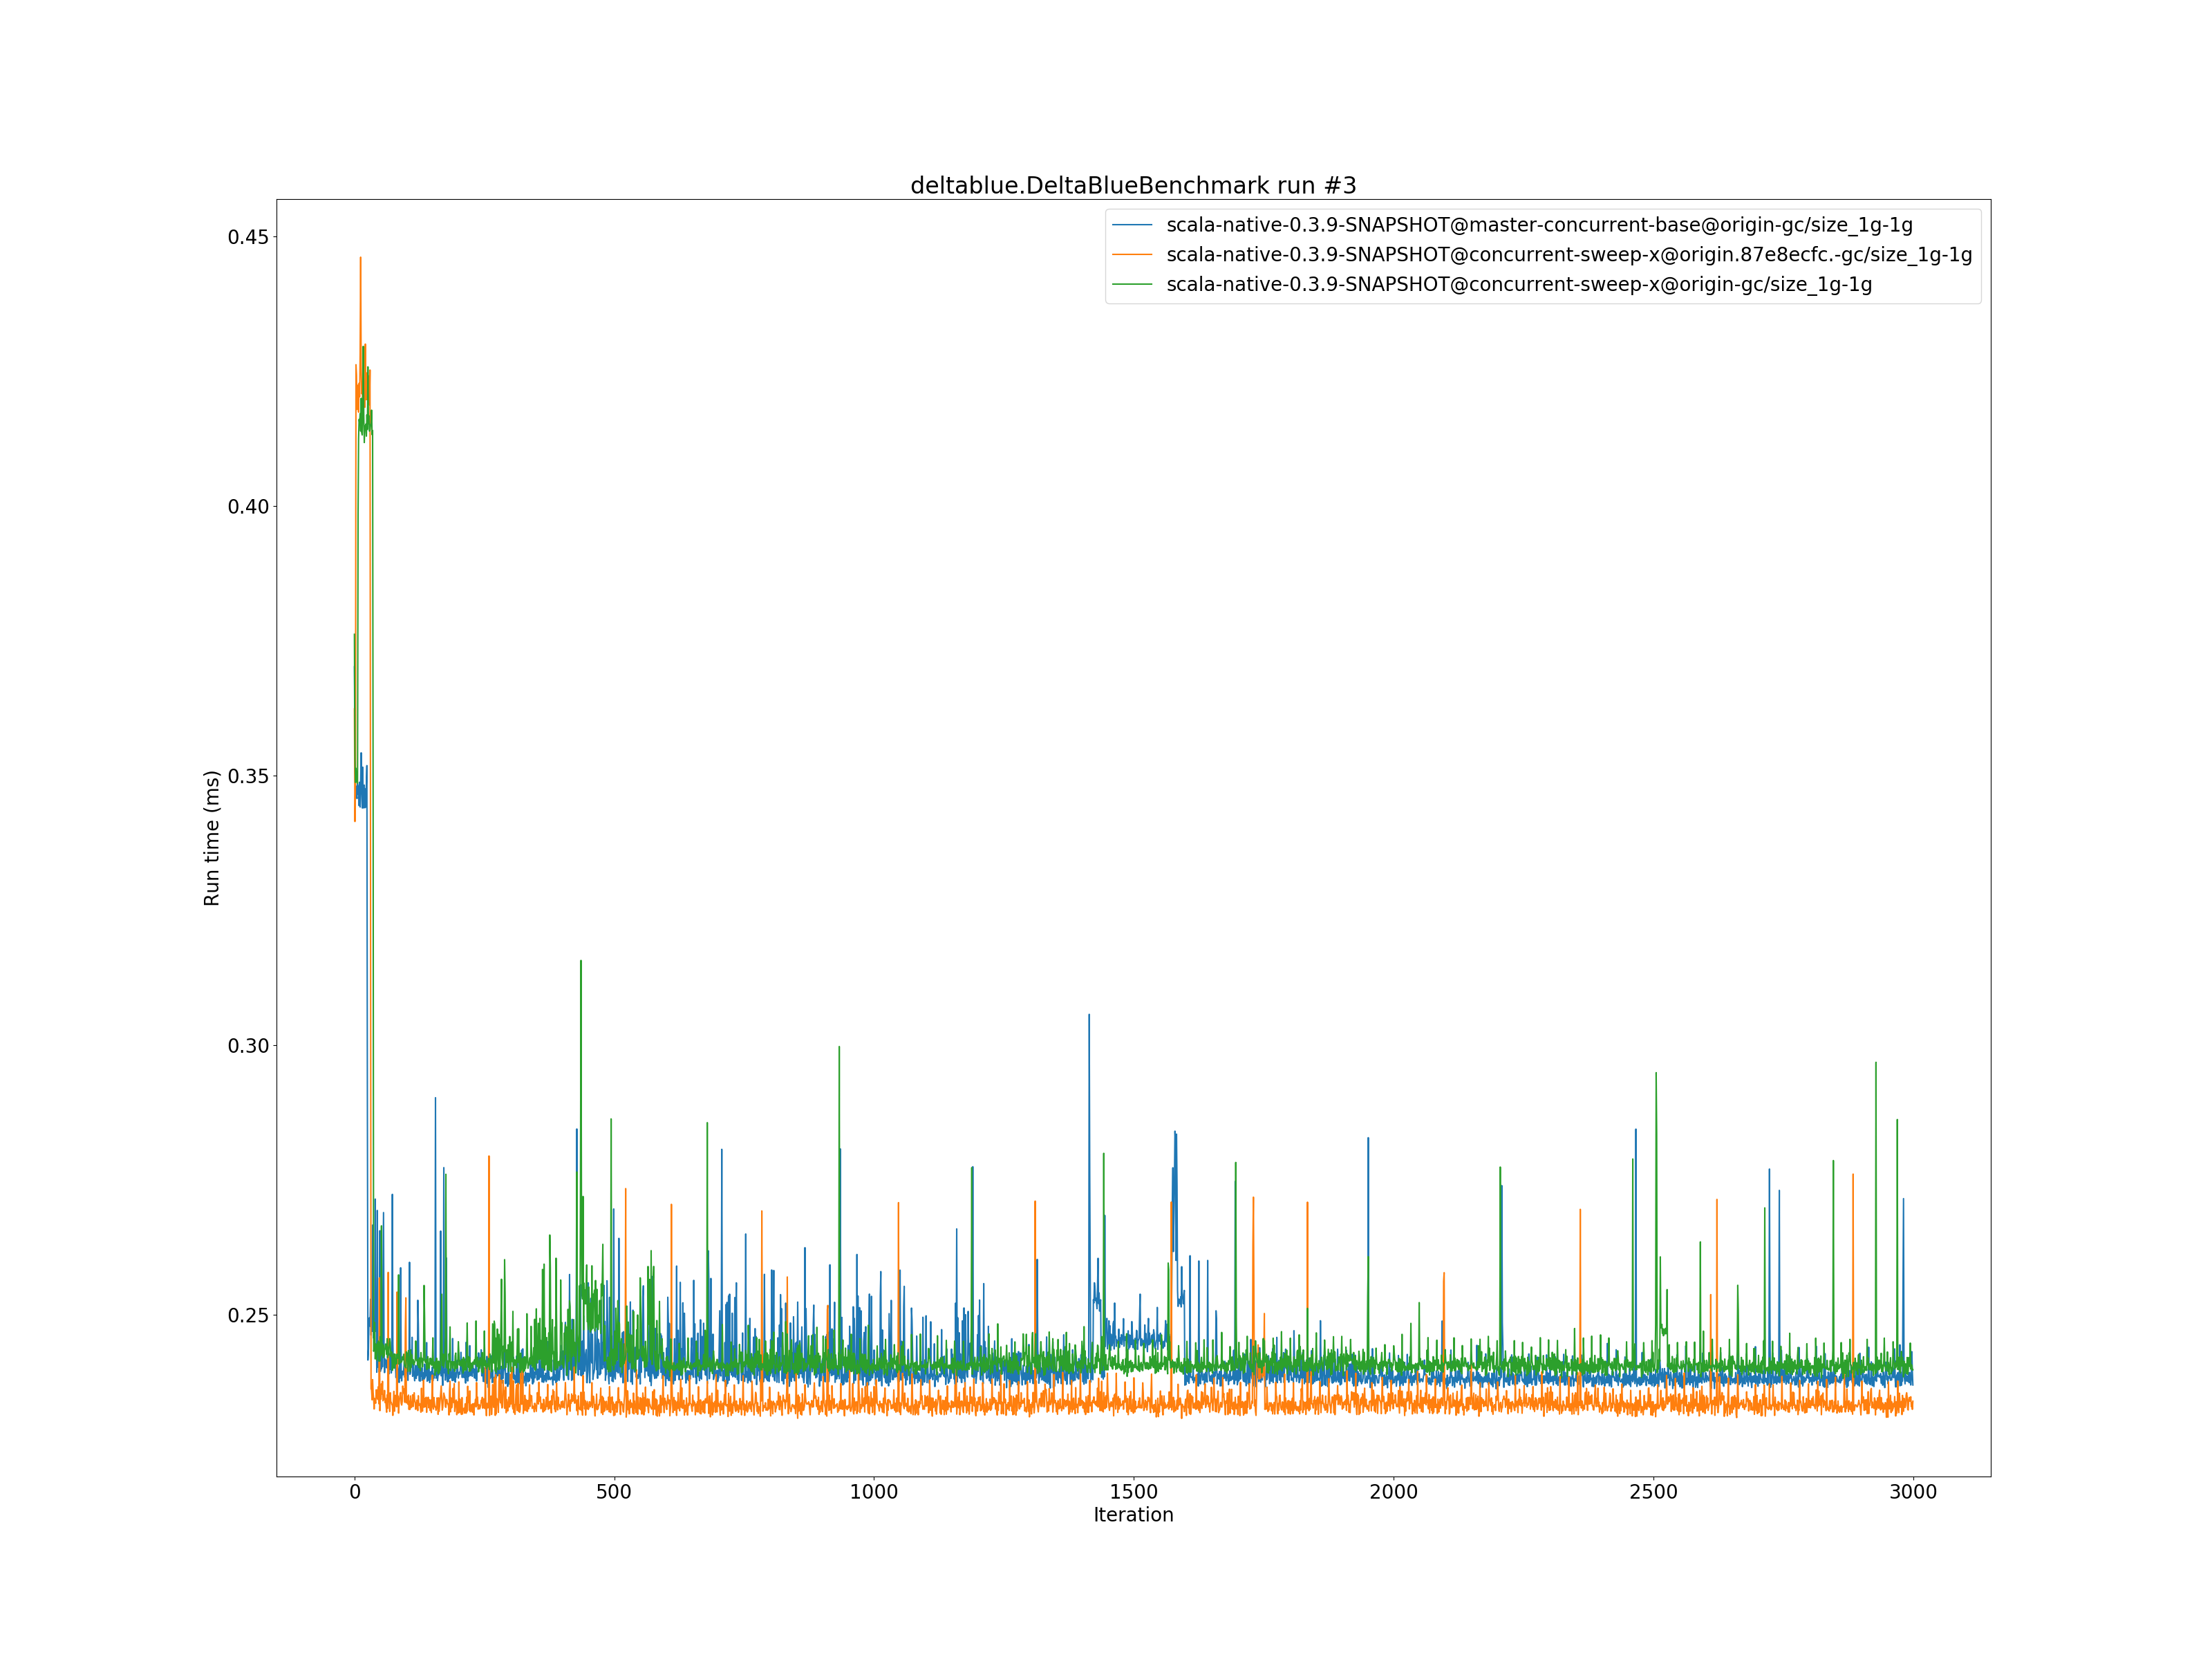 deltablue.DeltaBlueBenchmark run #3
scala-native-0.3.9-SNAPSHOT@master-concurrent-base@origin-gc/size_1g-1g
scala-native-0.3.9-SNAPSHOT@concurrent-sweep-x@origin.87e8ecfc.-gc/size_1g-1g
scala-native-0.3.9-SNAPSHOT@concurrent-sweep-x@origin-gc/size_1g-1g
0.45
0.40
0.35
0.30
0.25
Run time (ms)
0 500 1000 1500 2000 2500 3000
Iteration